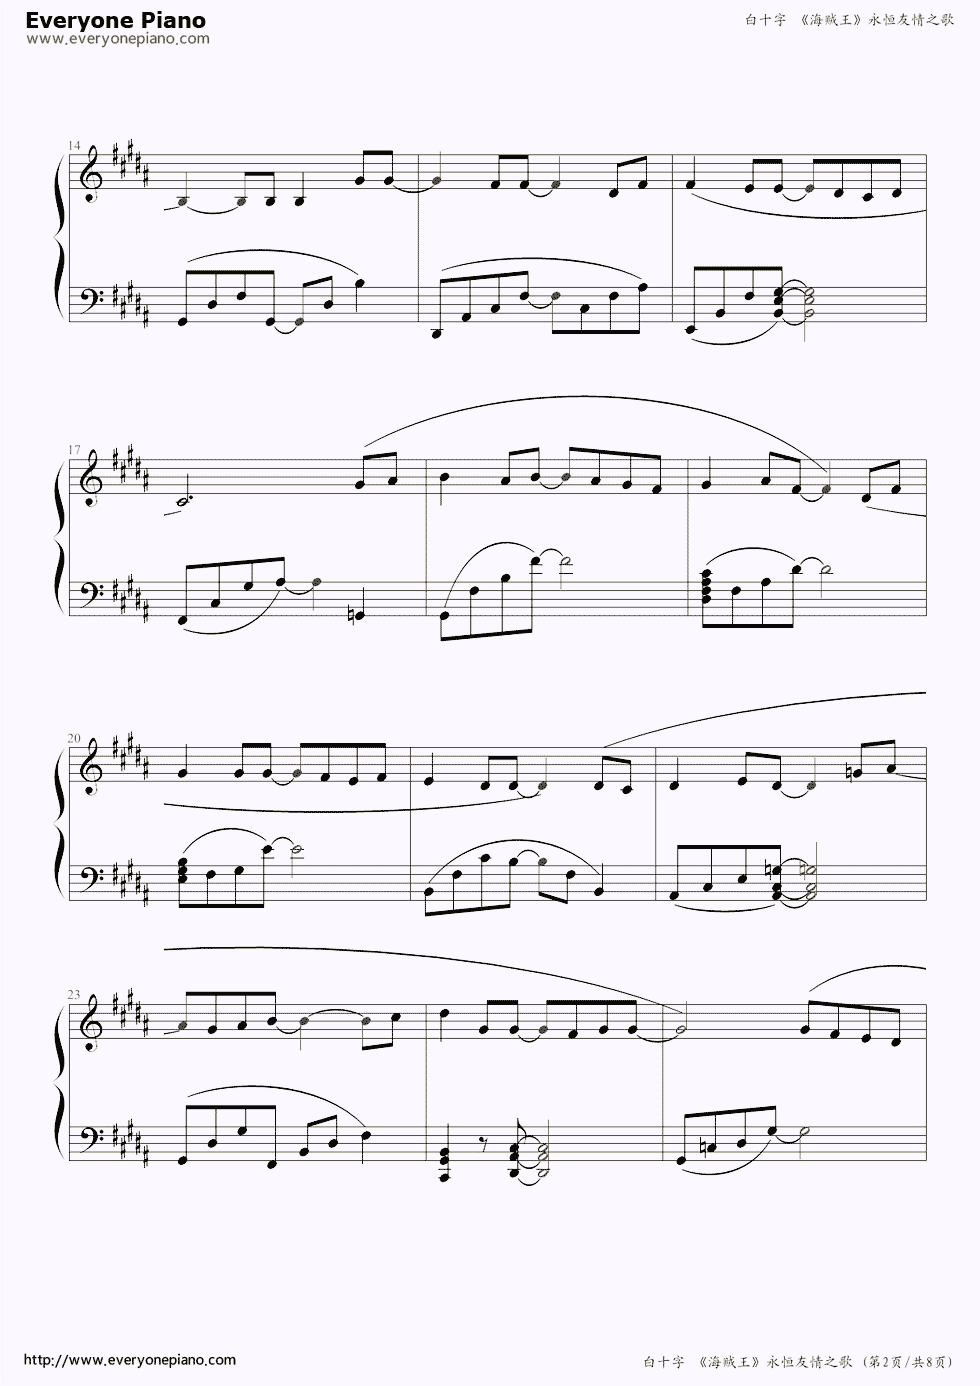 Everyone Piano
www.everyonepiano.com
白十字 《海贼王》永恒友情之歌
14
17
20
23
http://www.everyonepiano.com
白十字 《海贼王》永恒友情之歌 (第2页/共8页)